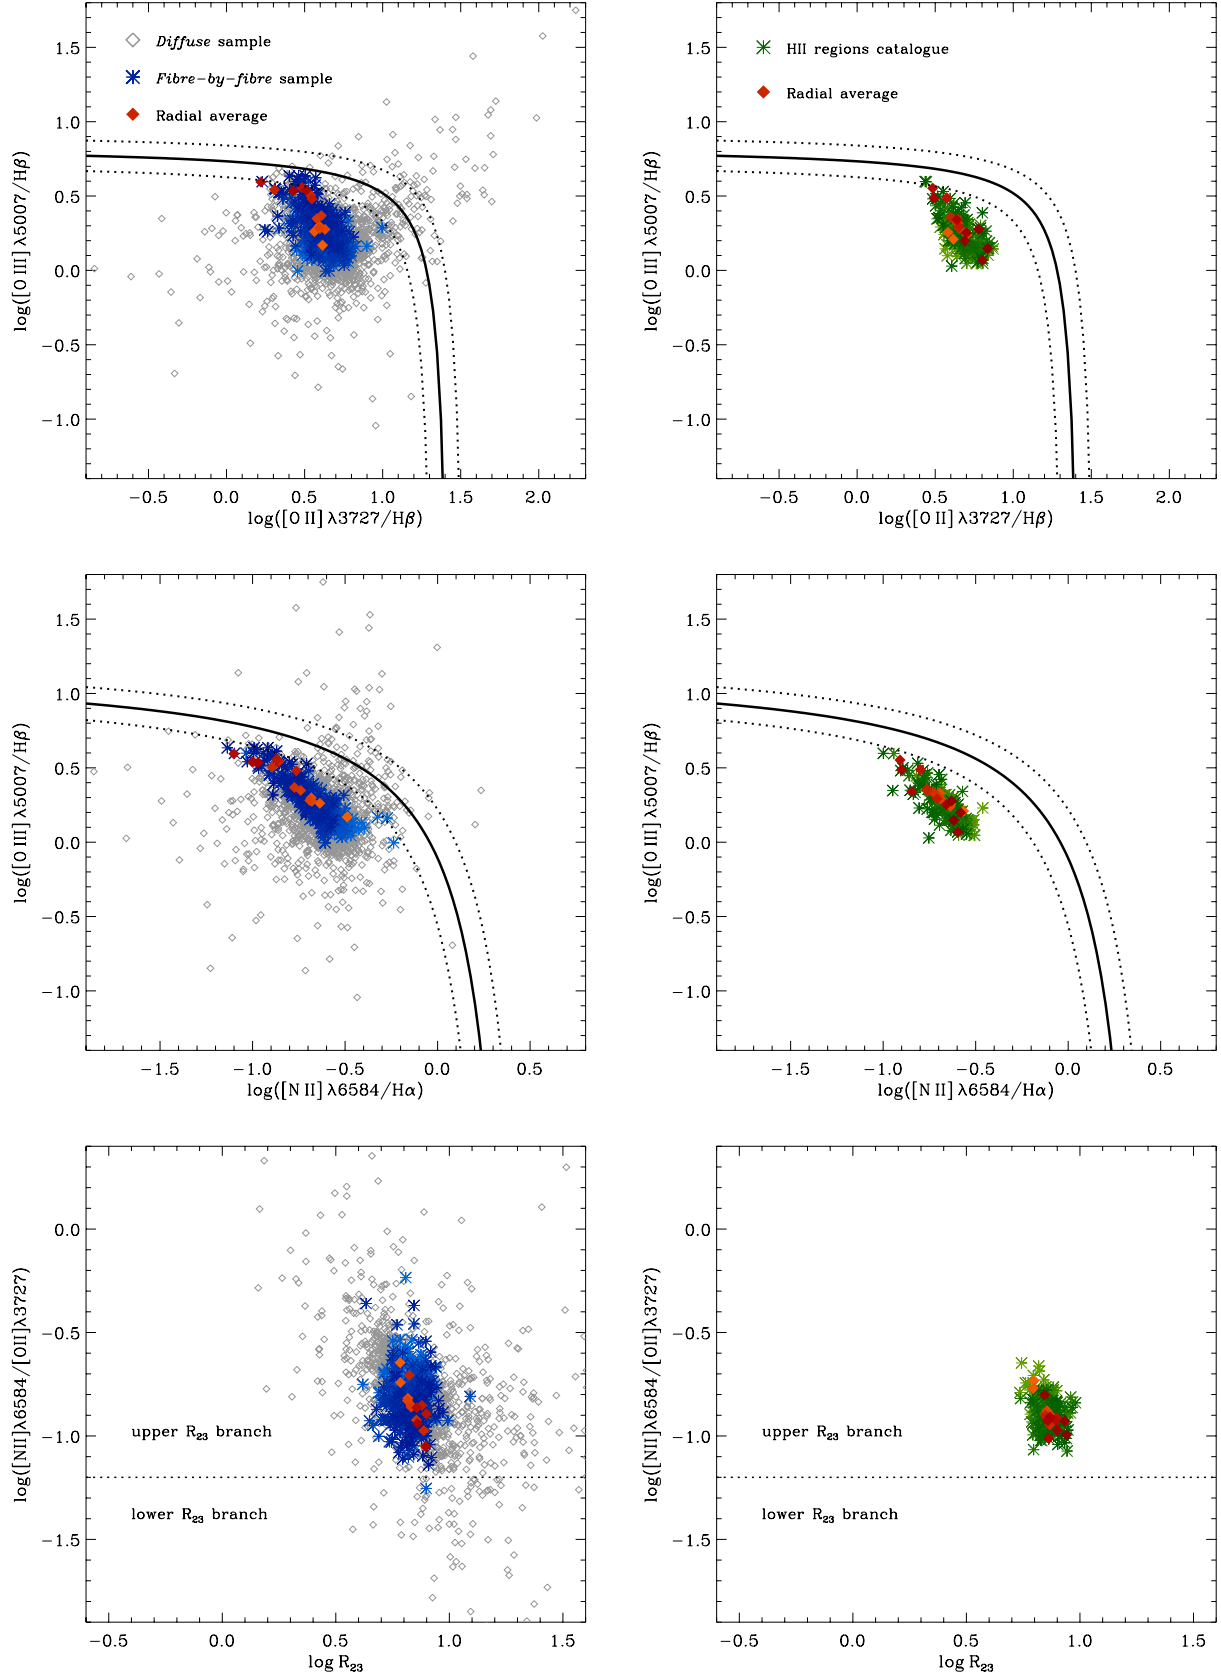 Diffuse sample
Fibre-by-fibre sample
Radial average
1.5
1.0
0.5
0.0
−0.5
−1.0
log([O III] λ5007/Hβ)
−0.5 0.0 0.5 1.0 1.5 2.0
log([O II] λ3727/Hβ)
HII regions catalogue
Radial average
1.5
1.0
0.5
0.0
−0.5
−1.0
log([O III] λ5007/Hβ)
−0.5 0.0 0.5 1.0 1.5 2.0
log([O II] λ3727/Hβ)
1.5
1.0
0.5
0.0
−0.5
−1.0
log([O III] λ5007/Hβ)
−1.5 −1.0 −0.5 0.0 0.5
log([N II] λ6584/Hα)
1.5
1.0
0.5
0.0
−0.5
−1.0
log([O III] λ5007/Hβ)
−1.5 −1.0 −0.5 0.0 0.5
log([N II] λ6584/Hα)
0.0
−0.5
−1.0
−1.5
log([NII]λ6584/[OII]λ3727)
upper R23 branch
lower R23 branch
−0.5 0.0 0.5 1.0 1.5
log R23
0.0
−0.5
−1.0
−1.5
log([NII]λ6584/[OII]λ3727)
upper R23 branch
lower R23 branch
−0.5 0.0 0.5 1.0 1.5
log R23